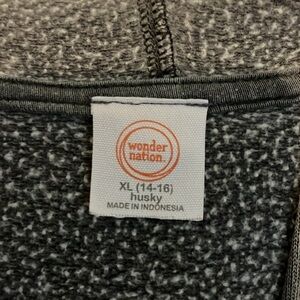 wonder
nation.
XL (14-16)
husky
MADE IN INDONESIA